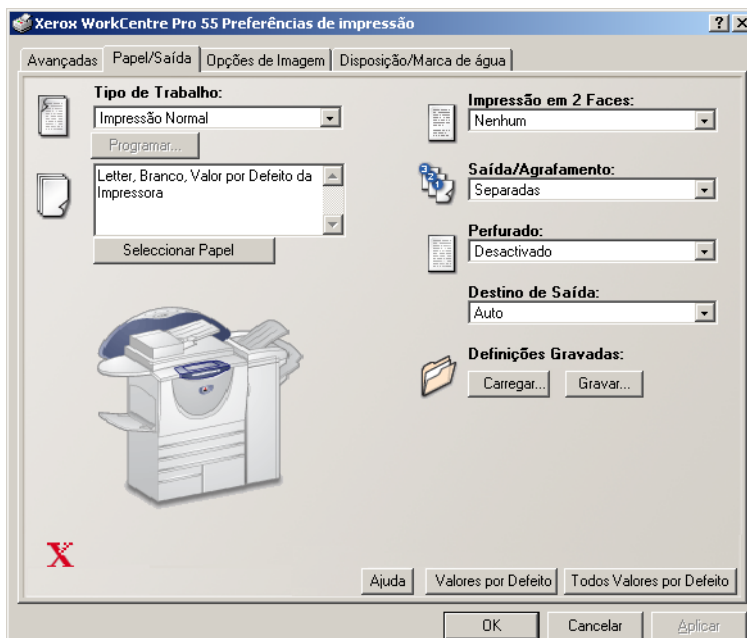 Xerox WorkCentre Pro 55 Preferências de impressão
Avançadas
Papel/Saída
Opções de Imagem
Disposição/Marca de água
Tipo de Trabalho:
Impressão Normal
Programar...
Letter, Branco, Valor por Defeito da
Impressora
Seleccionar Papel
Impressão em 2 Faces:
Nenhum
Saída/Agrafamento:
Separadas
Perfurado:
Desactivado
Destino de Saída:
Auto
Definições Gravadas:
Carregar...
Gravar...
X
Ajuda
Valores por Defeito
Todos Valores por Defeito
OK
Cancelar
Aplicar